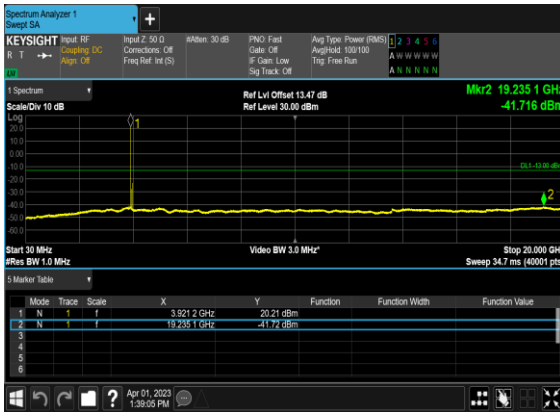 Spectrum Analyzer 1
Swept SA
+
KEYSIGHT
R T
LW
Input: RF
Coupling: DC
Align: Off
Input Z: 50 Ω
Corrections: Off
Freq Ref: Int (S)
#Atten: 30 dB
PNO: Fast
Gate: Off
IF Gain: Low
Sig Track: Off
Avg Type: Power (RMS)
Avg|Hold: 100/100
Trig: Free Run
1 2 3 4 5 6
A W W W W W
A N N N N N
1 Spectrum
Scale/Div 10 dB
Ref Lvl Offset 13.47 dB
Ref Level 30.00 dBm
Mkr2 19.235 1 GHz
-41.716 dBm
Log
20.0
10.0
0.00
-10.0
-20.0
-30.0
-40.0
-50.0
-60.0
1
DL1 -13.00 dBm
2
Start 30 MHz
#Res BW 1.0 MHz
Video BW 3.0 MHz*
Stop 20.000 GHz
Sweep 34.7 ms (40001 pts)
5 Marker Table
Mode Trace Scale X Y Function Function Width Function Value
1 N 1 f 3.921 2 GHz 20.21 dBm
2 N 1 f 19.235 1 GHz -41.72 dBm
3
4
5
6
?
Apr 01, 2023
1:39:05 PM